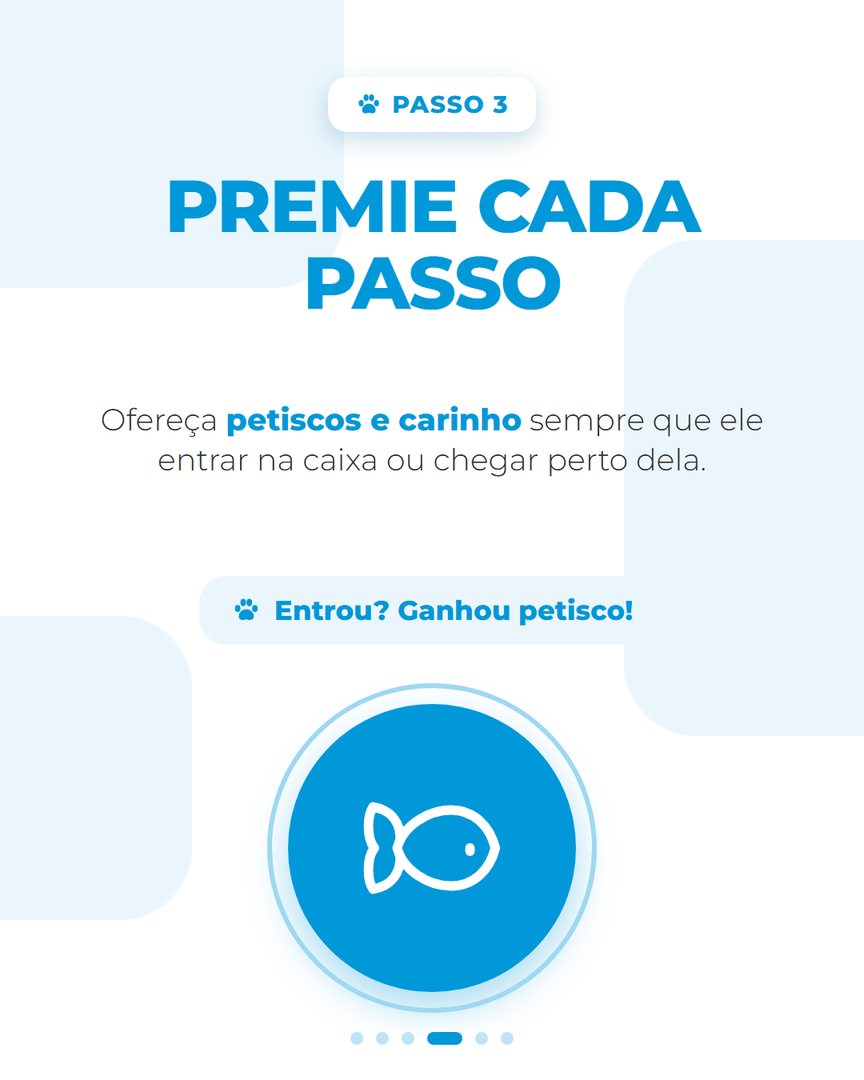 PASSO 3
PREMIE CADA
PASSO
Ofereça petiscos e carinho sempre que ele
entrar na caixa ou chegar perto dela.
Entrou? Ganhou petisco!